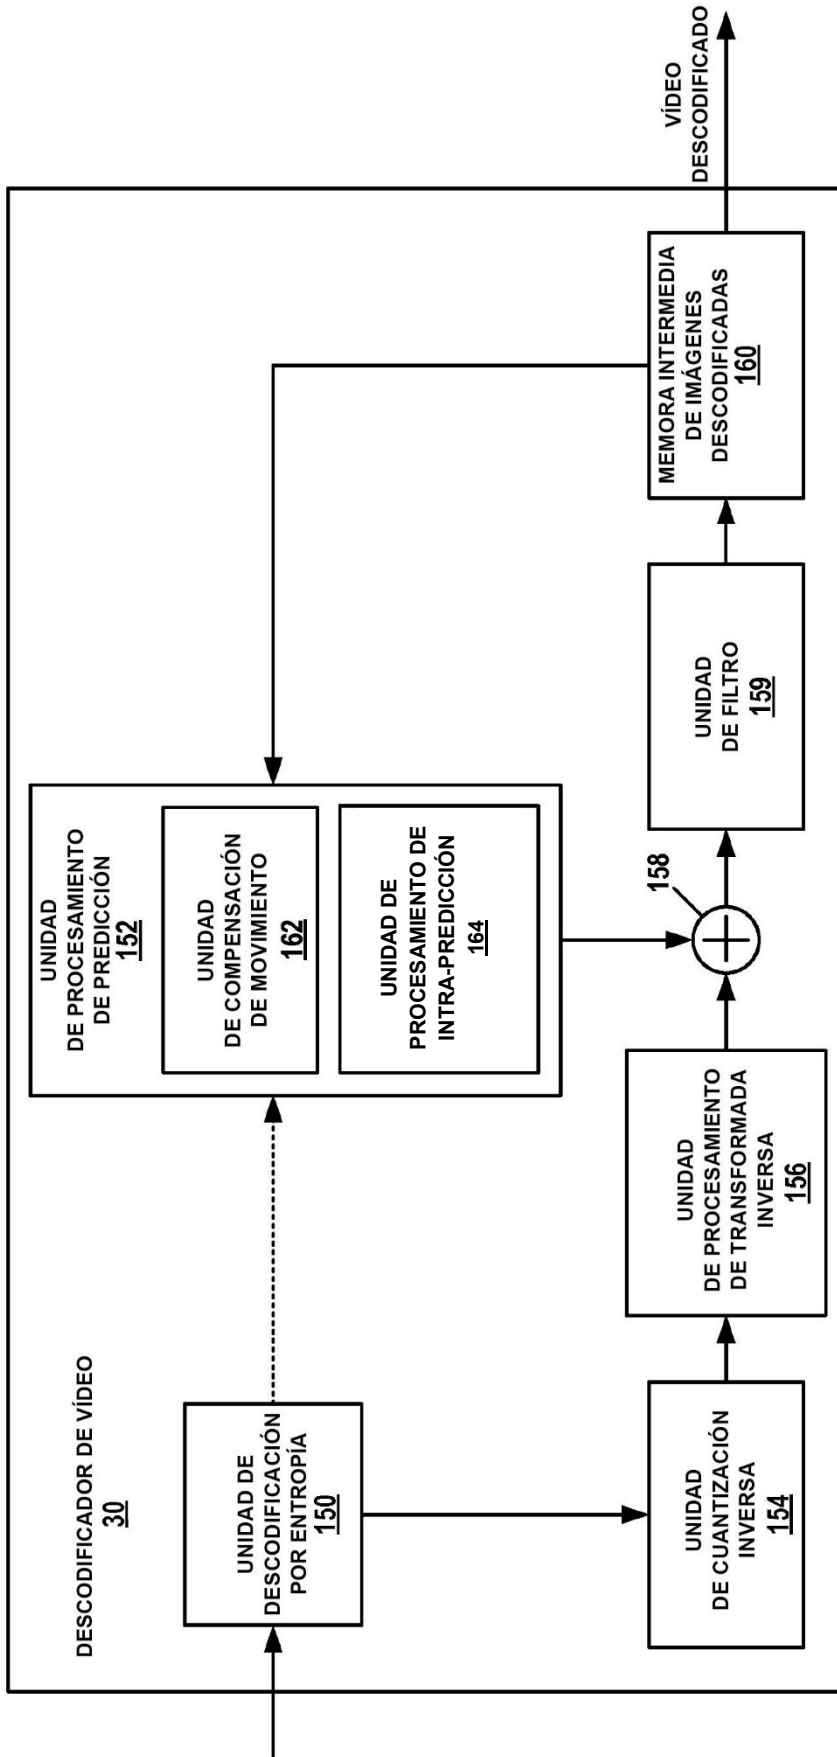 DESCODIFICADOR DE VÍDEO
30
UNIDAD DE
DESCODIFICACIÓN
POR ENTROPÍA
150
UNIDAD
DE PROCESAMIENTO
DE PREDICCIÓN
152
UNIDAD
DE COMPENSACIÓN
DE MOVIMIENTO
162
UNIDAD DE
PROCESAMIENTO DE
INTRA-PREDICCIÓN
164
UNIDAD
DE CUANTIZACIÓN
INVERSA
154
UNIDAD
DE PROCESAMIENTO
DE TRANSFORMADA
INVERSA
156
158
UNIDAD
DE FILTRO
159
MEMORA INTERMEDIA
DE IMÁGENES
DESCODIFICADAS
160
VÍDEO
DESCODIFICADO